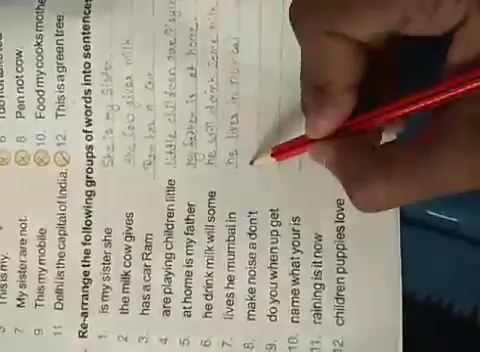 This is my.
7 My sister are not. 8 Pen not cow.
9 This my mobile 10. Food my cooks mothe
11 Delhi is the capital of India. 12. This is a green tree.
Re-arrange the following groups of words into sentences
1. is my sister she She is my sister
2 the milk cow gives the cow gives milk
3. has a car Ram Ram has a car
4 are playing children little little children are playing
5. at home is my father My father is at home.
6. he drink milk will some he will drink some milk
7. lives he mumbai in he lives in mumbai
8. make noise a don't
9. do you when up get
10. name what your is
11. raining is it now
12. children puppies love